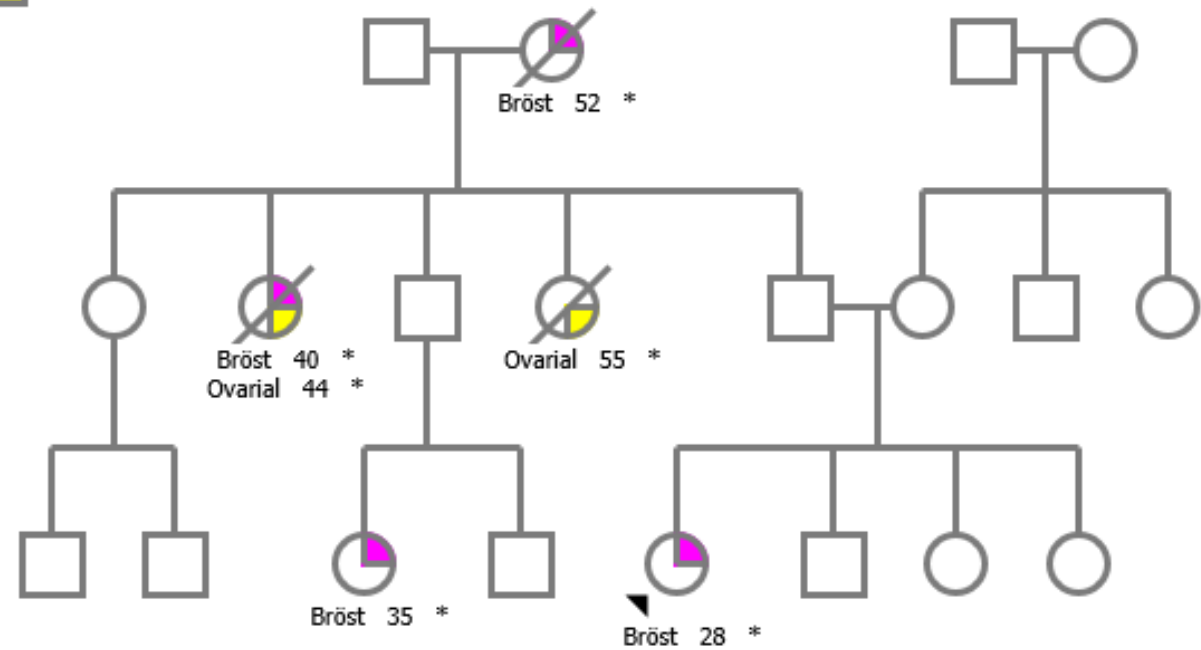 Bröst 52 *
Bröst 40 *
Ovarial 44 *
Ovarial 55 *
Bröst 35 *
Bröst 28 *